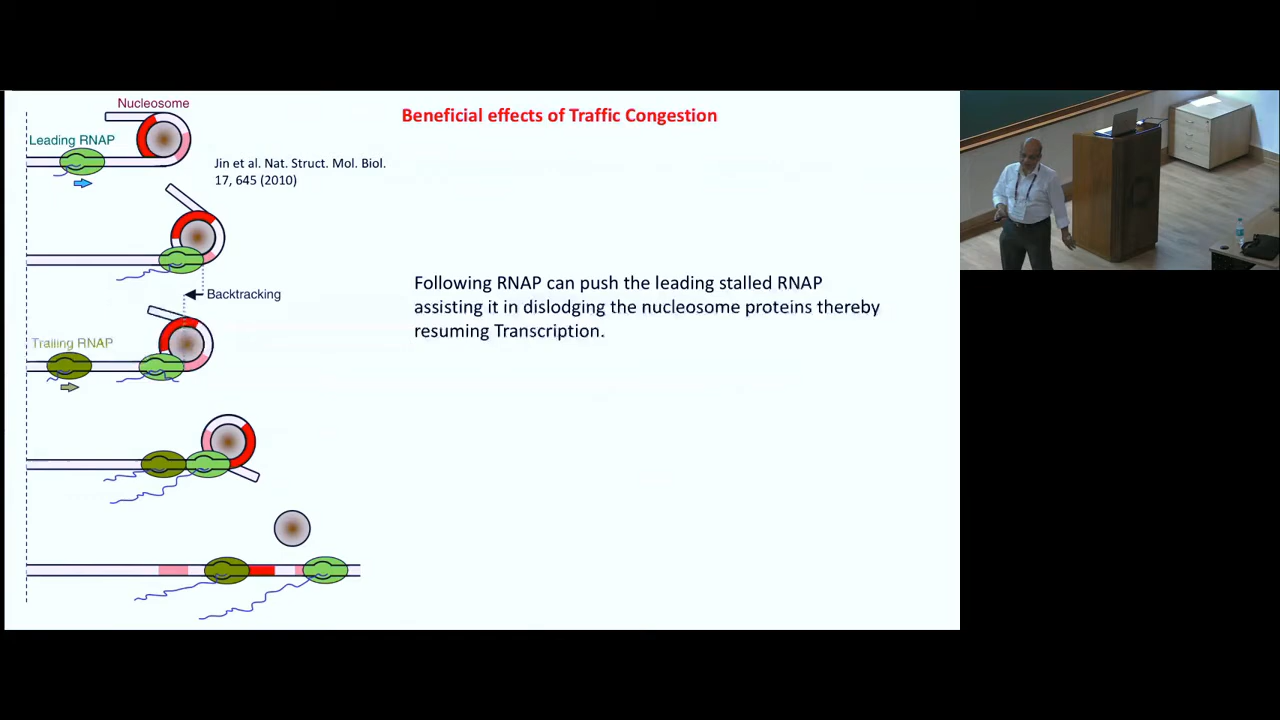 Beneficial effects of Traffic Congestion
Nucleosome
Leading RNAP
Jin et al. Nat. Struct. Mol. Biol.
17, 645 (2010)
Backtracking
Trailing RNAP
Following RNAP can push the leading stalled RNAP
assisting it in dislodging the nucleosome proteins thereby
resuming Transcription.